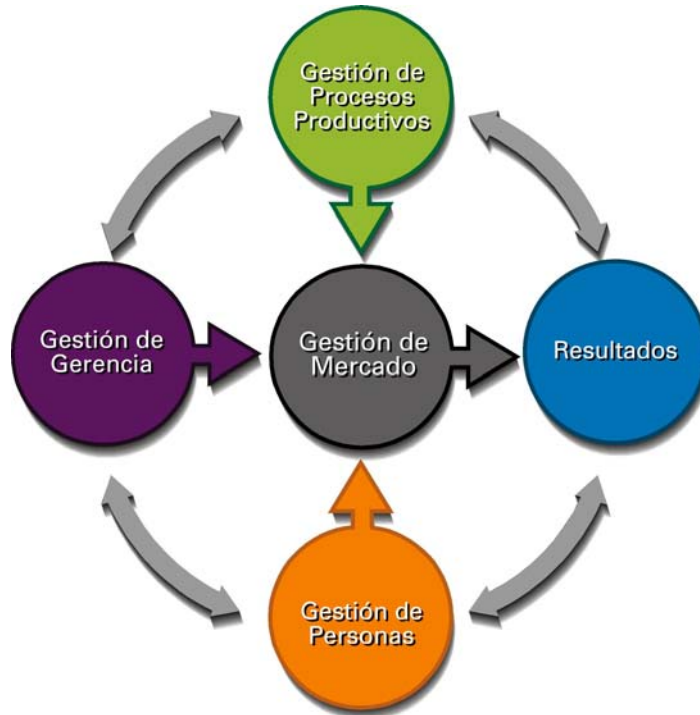 Gestión de
Procesos
Productivos
Gestión de
Gerencia
Gestión de
Mercado
Resultados
Gestión de
Personas